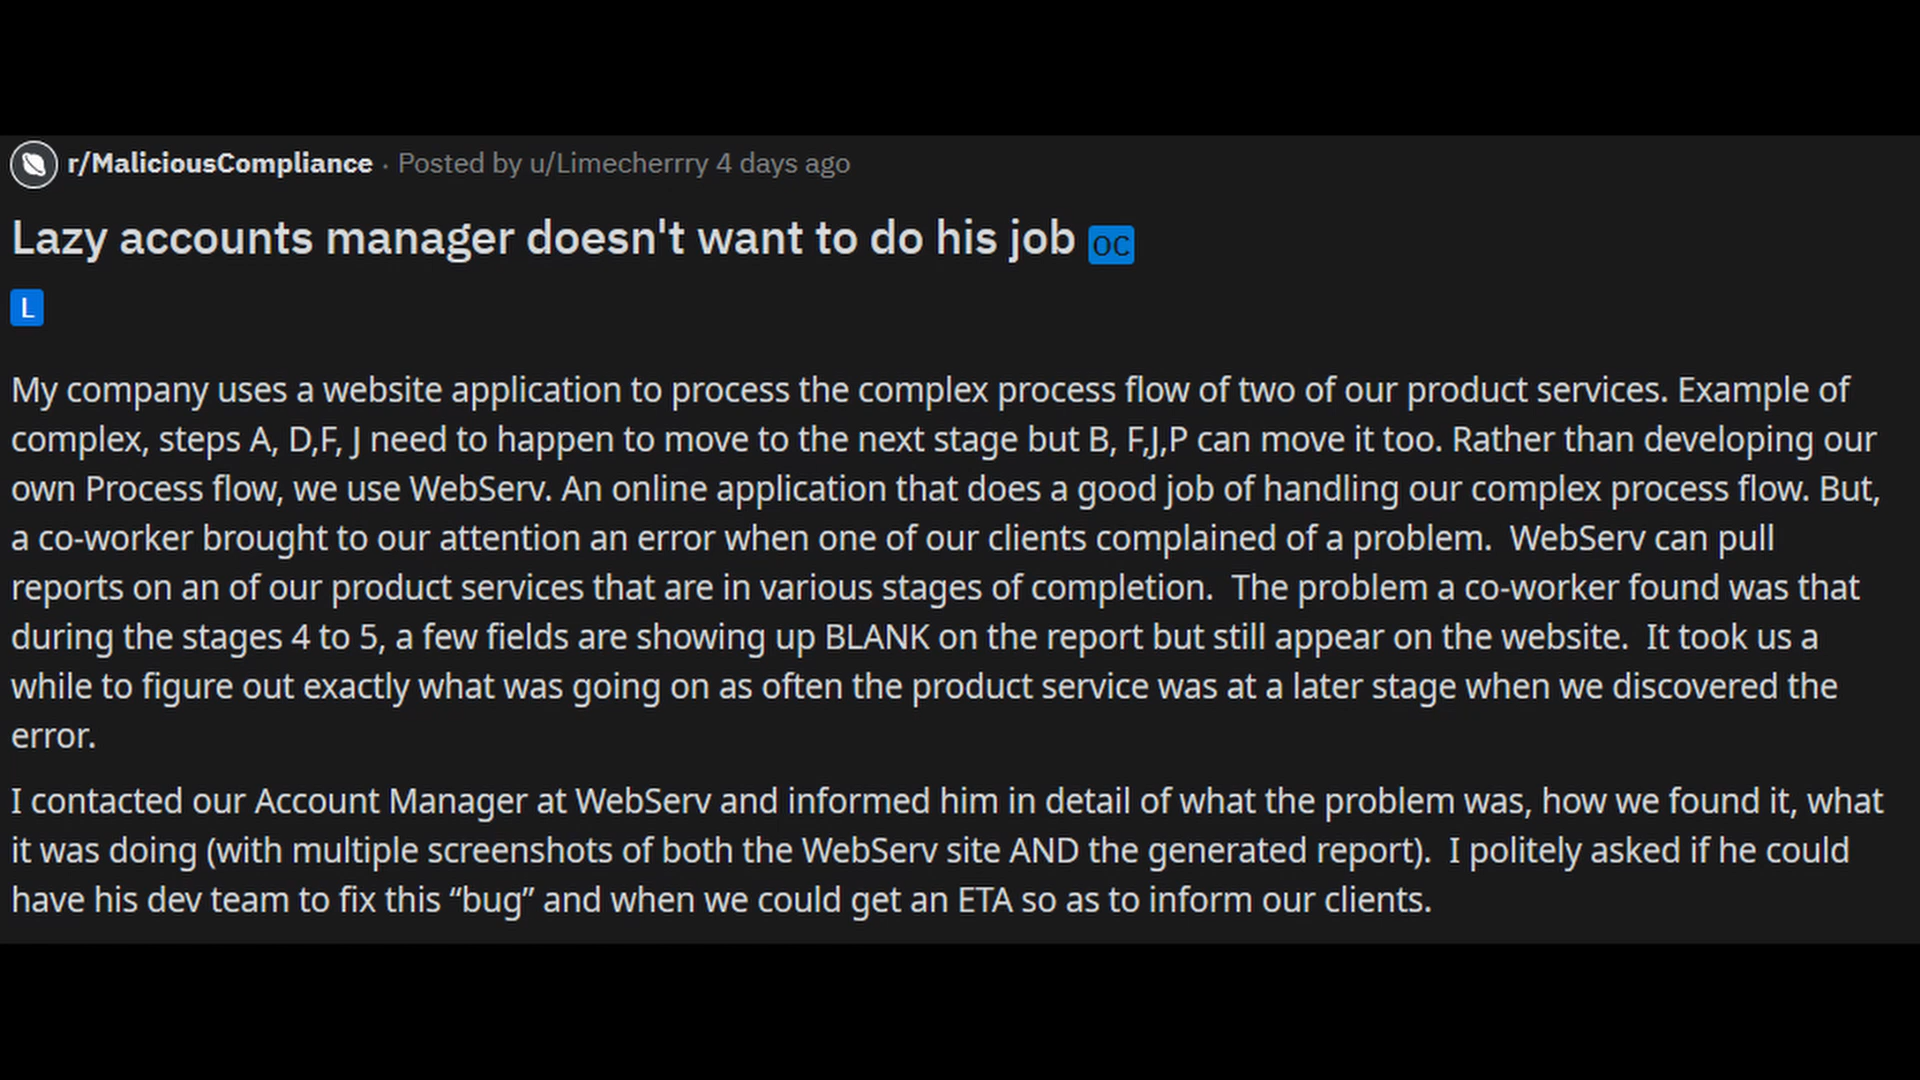 r/MaliciousCompliance · Posted by u/Limecherrry 4 days ago
Lazy accounts manager doesn't want to do his job OC
L
My company uses a website application to process the complex process flow of two of our product services. Example of
complex, steps A, D,F, J need to happen to move to the next stage but B, F,J,P can move it too. Rather than developing our
own Process flow, we use WebServ. An online application that does a good job of handling our complex process flow. But,
a co-worker brought to our attention an error when one of our clients complained of a problem.  WebServ can pull
reports on an of our product services that are in various stages of completion.  The problem a co-worker found was that
during the stages 4 to 5, a few fields are showing up BLANK on the report but still appear on the website.  It took us a
while to figure out exactly what was going on as often the product service was at a later stage when we discovered the
error.
I contacted our Account Manager at WebServ and informed him in detail of what the problem was, how we found it, what
it was doing (with multiple screenshots of both the WebServ site AND the generated report).  I politely asked if he could
have his dev team to fix this “bug” and when we could get an ETA so as to inform our clients.